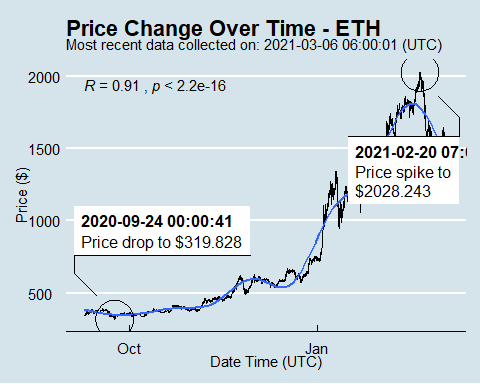 Price Change Over Time - ETH
Most recent data collected on: 2021-03-06 06:00:01 (UTC)
R = 0.91 , p < 2.2e-16
2000
1500
1000
500
Price ($)
2021-02-20 07:0
Price spike to
$2028.243
2020-09-24 00:00:41
Price drop to $319.828
Oct
Jan
Date Time (UTC)